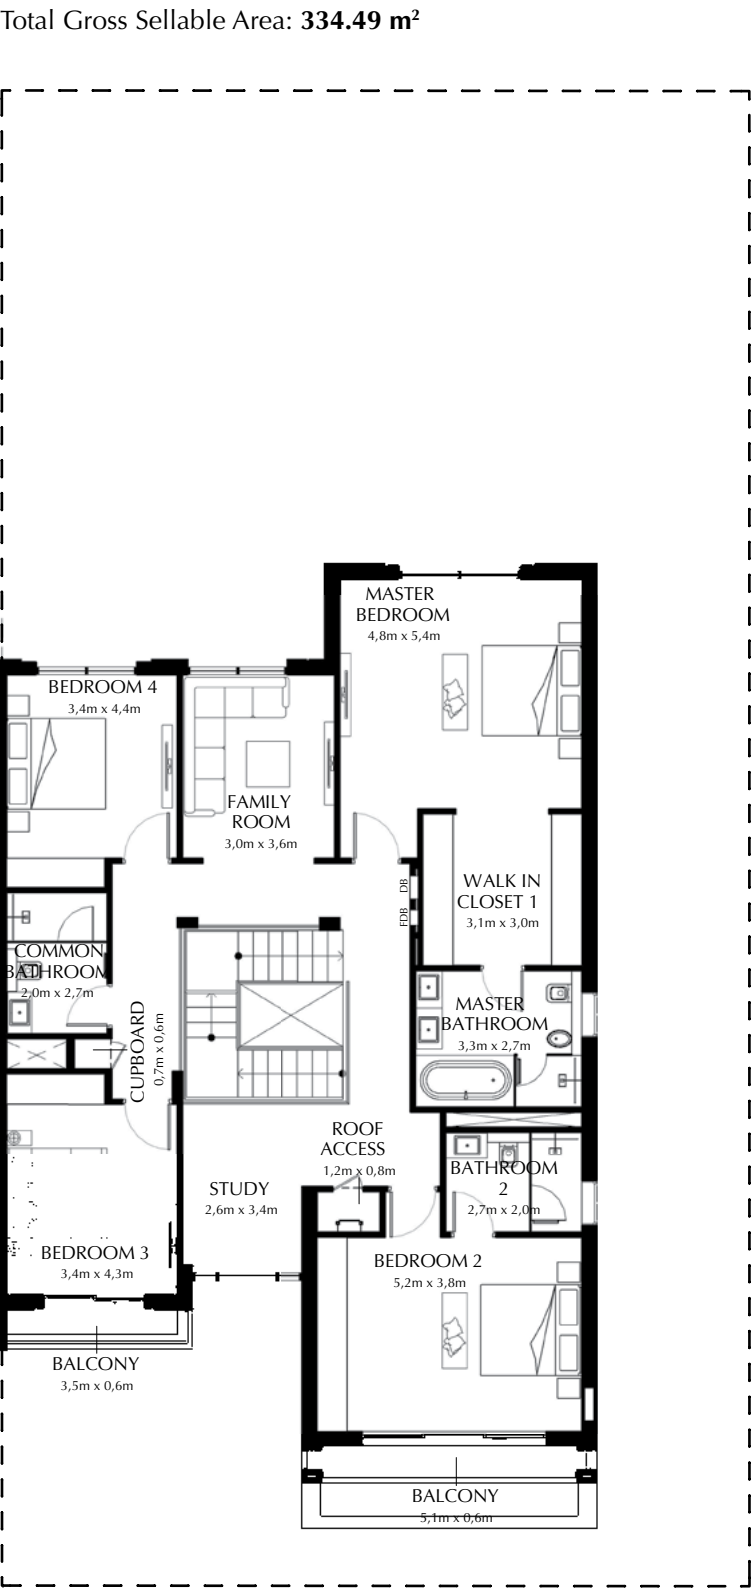 Total Gross Sellable Area: 334.49 m²
MASTER
BEDROOM
4,8m x 5,4m
BEDROOM 4
3,4m x 4,4m
FAMILY
ROOM
3,0m x 3,6m
WALK IN
CLOSET 1
3,1m x 3,0m
DB
FDB
COMMON
BATHROOM
2,0m x 2,7m
CUPBOARD
0,7m x 0,6m
MASTER
BATHROOM
3,3m x 2,7m
ROOF
ACCESS
1,2m x 0,8m
BATHROOM
2
2,7m x 2,0m
STUDY
2,6m x 3,4m
BEDROOM 3
3,4m x 4,3m
BEDROOM 2
5,2m x 3,8m
BALCONY
3,5m x 0,6m
BALCONY
5,1m x 0,6m